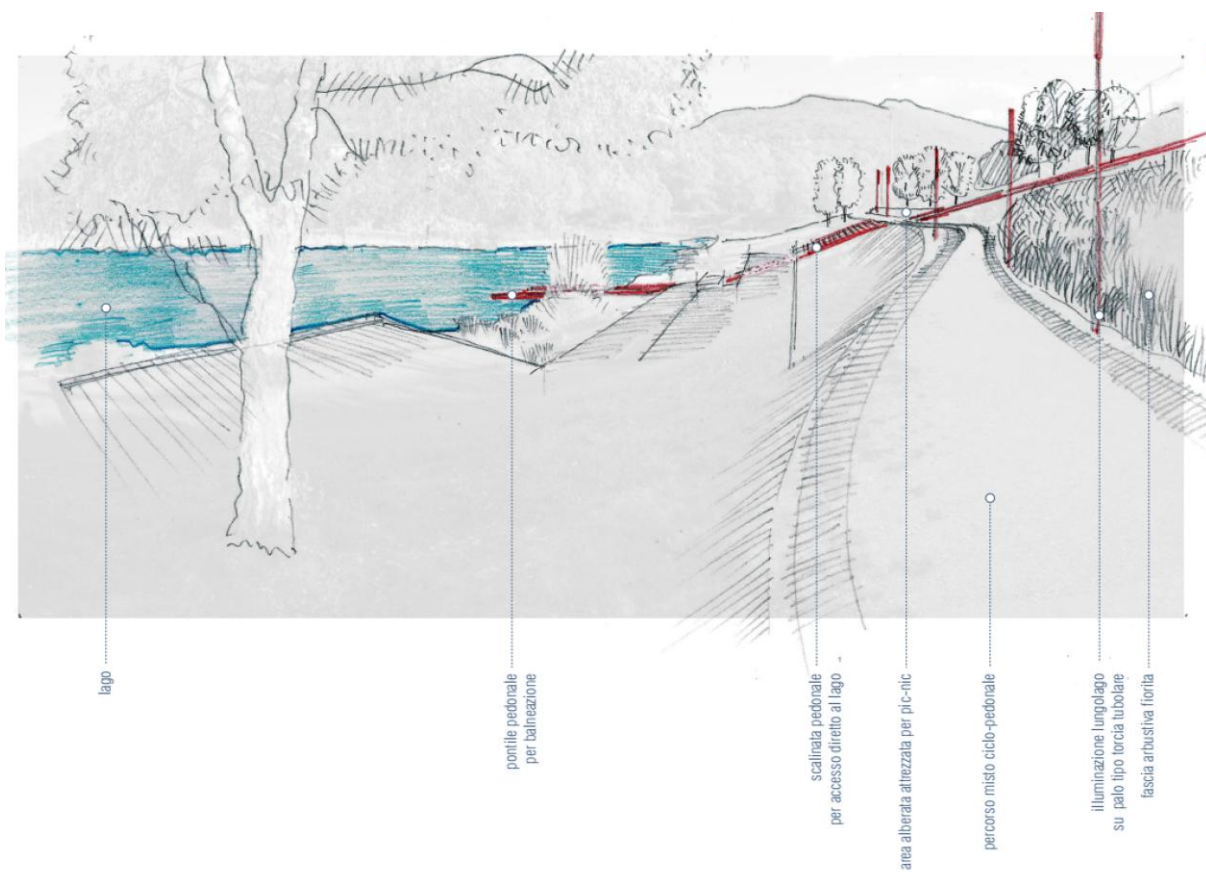 lago
pontile pedonale
per balneazione
scalinata pedonale
per accesso diretto al lago
area alberata attrezzata per pic-nic
percorso misto ciclo-pedonale
illuminazione lungolago
su palo tipo torcia tubolare
fascia arbustiva fiorita